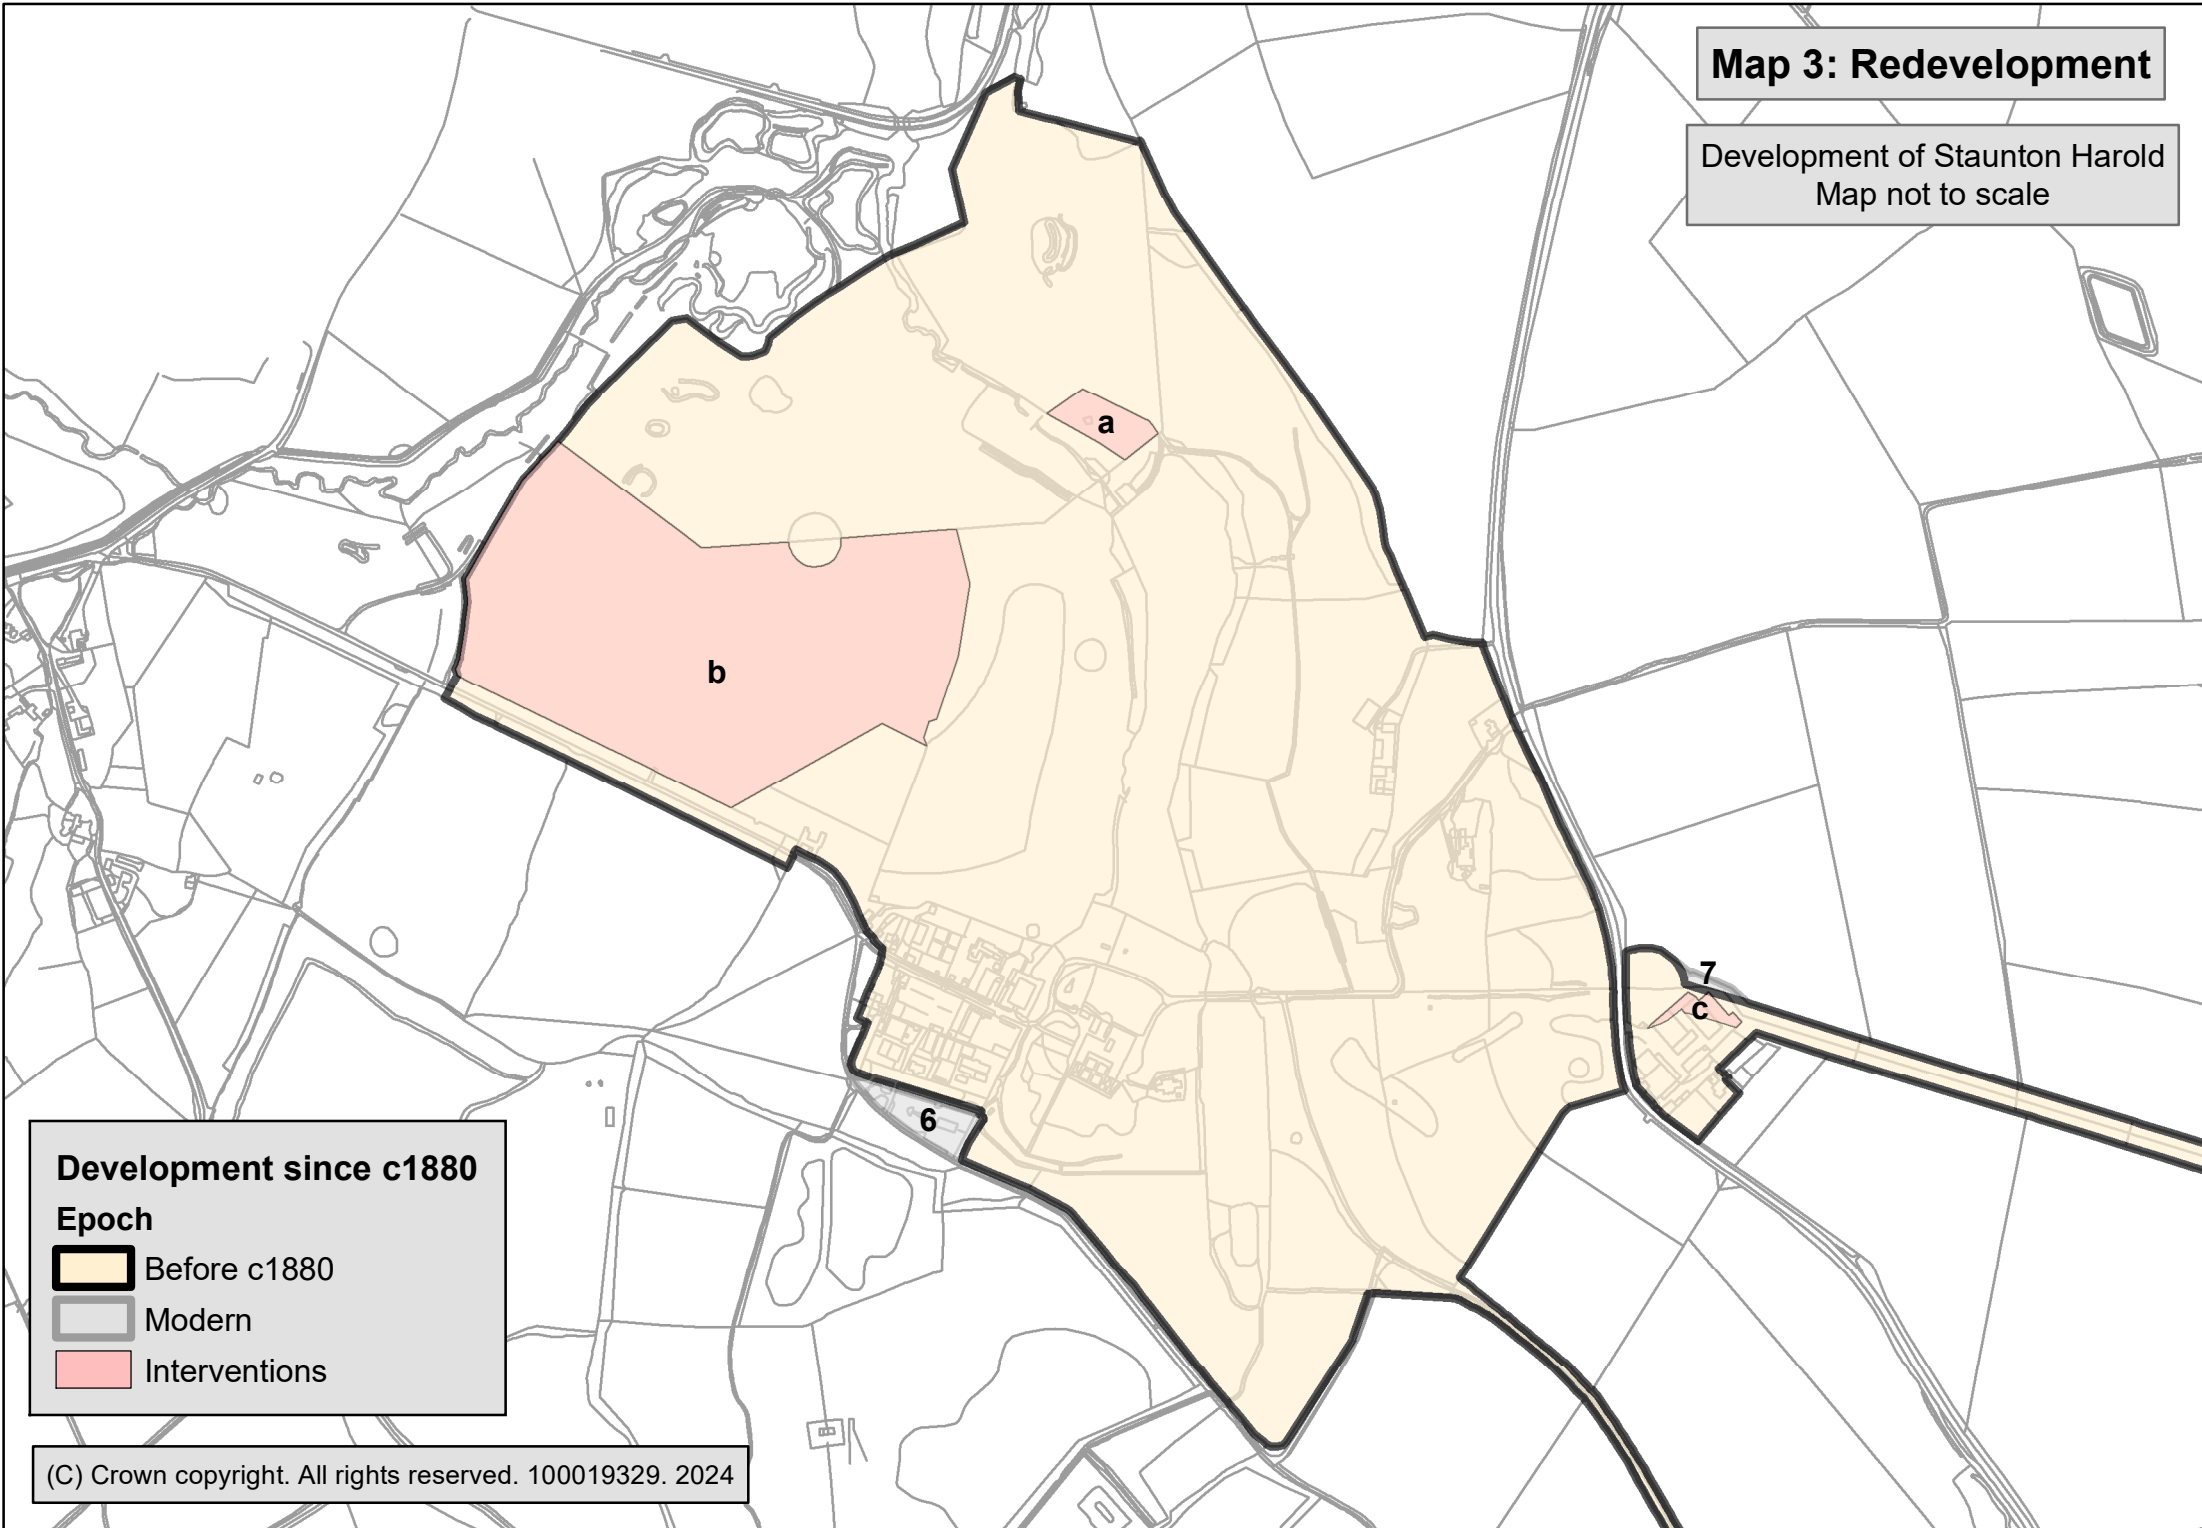 Map 3: Redevelopment
Development of Staunton Harold
Map not to scale
a
b
7
c
6
Development since c1880
Epoch
Before c1880
Modern
Interventions
(C) Crown copyright. All rights reserved. 100019329. 2024